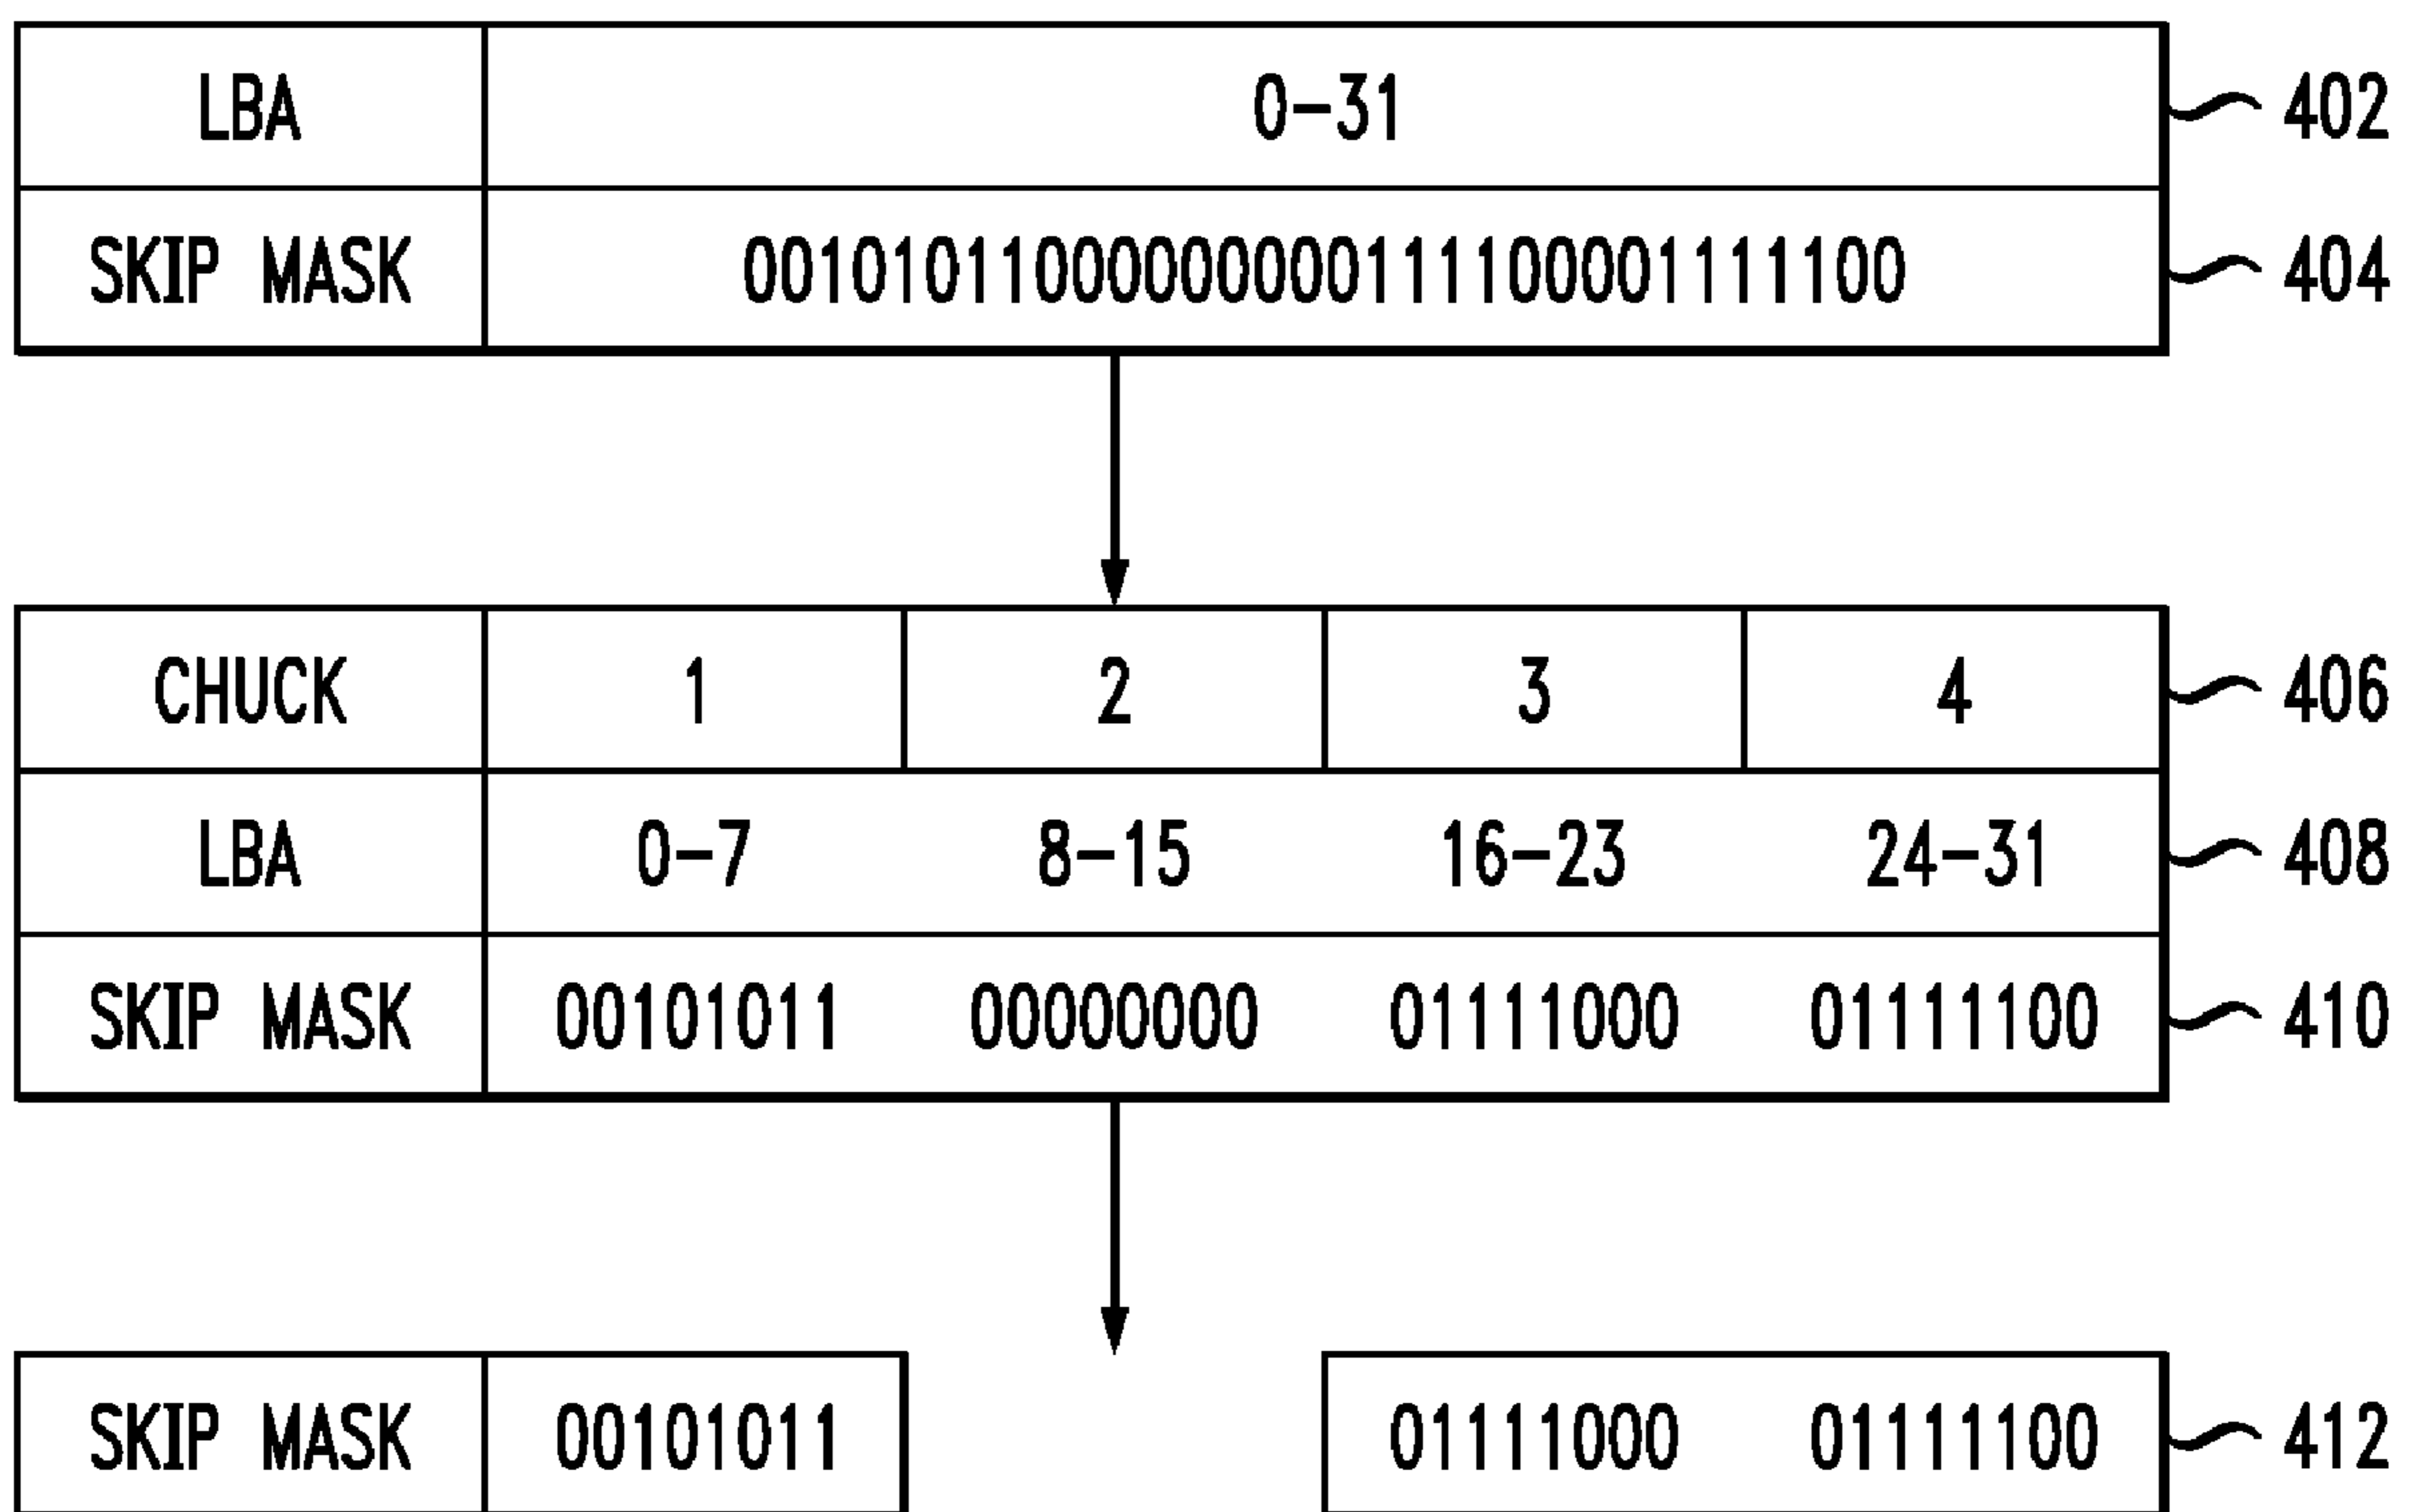 LBA 0-31 402
SKIP MASK 00101011000000000111100001111100 404
CHUCK 1 2 3 4 406
LBA 0-7 8-15 16-23 24-31 408
SKIP MASK 00101011 00000000 01111000 01111100 410
SKIP MASK 00101011 01111000 01111100 412